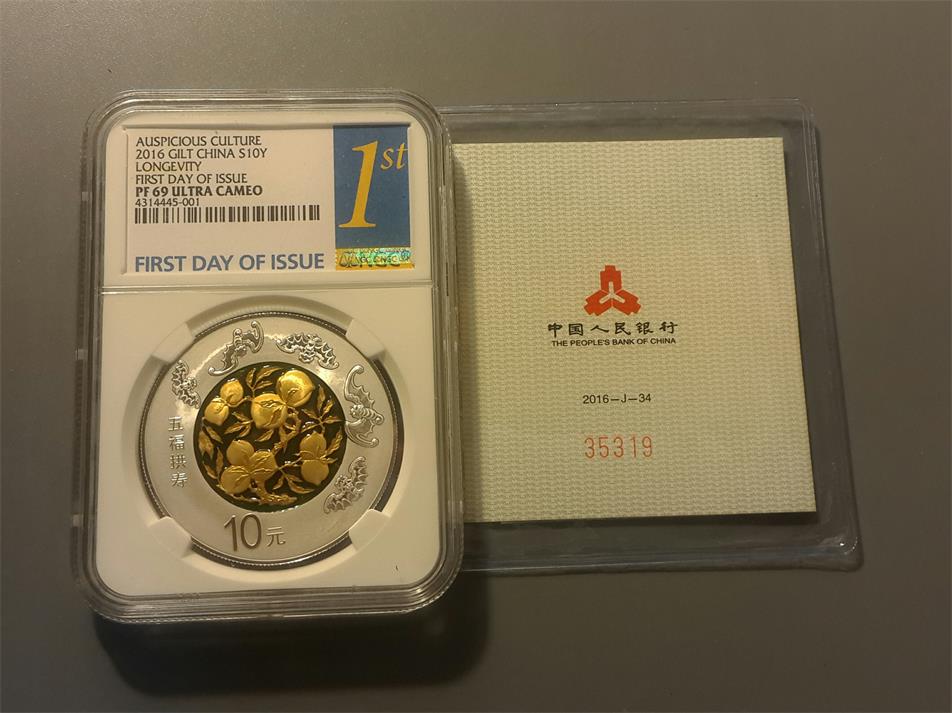 AUSPICIOUS CULTURE
2016 GILT CHINA S10Y
LONGEVITY
FIRST DAY OF ISSUE
PF 69 ULTRA CAMEO
4314445-001
1st
FIRST DAY OF ISSUE
NGC
五福拱寿
10元
中国人民银行
THE PEOPLE'S BANK OF CHINA
2016-J-34
35319